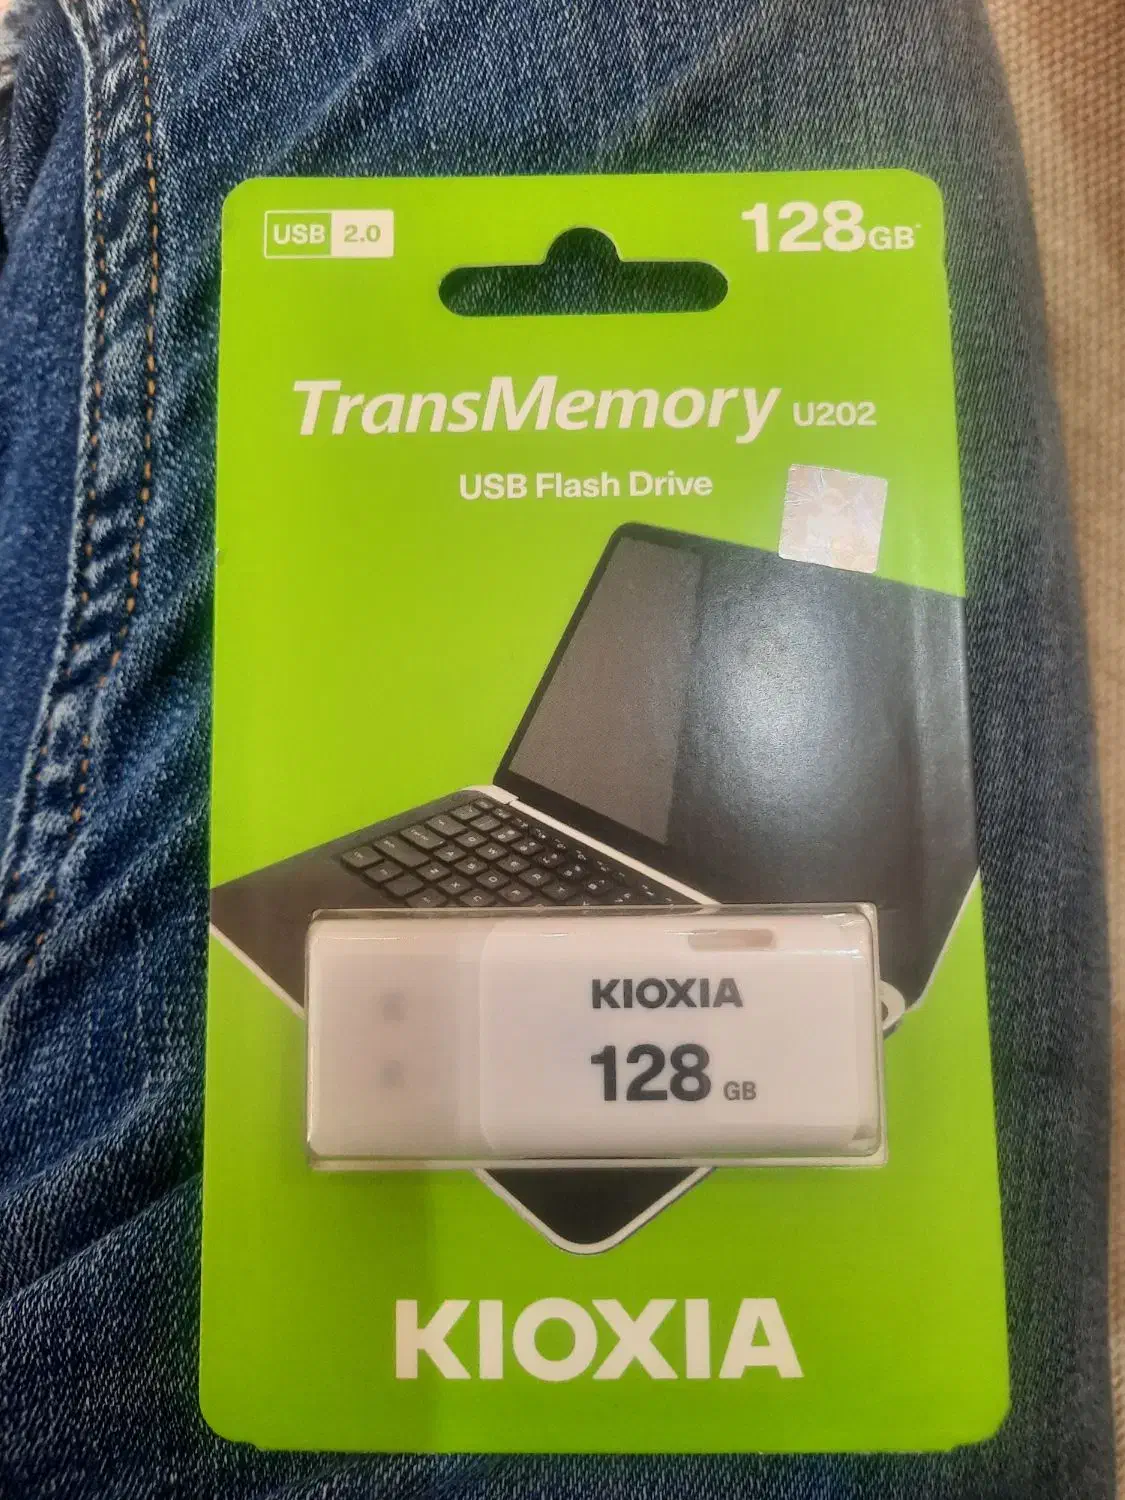 USB 2.0
128GB*
TransMemory U202
USB Flash Drive
KIOXIA
128 GB
KIOXIA